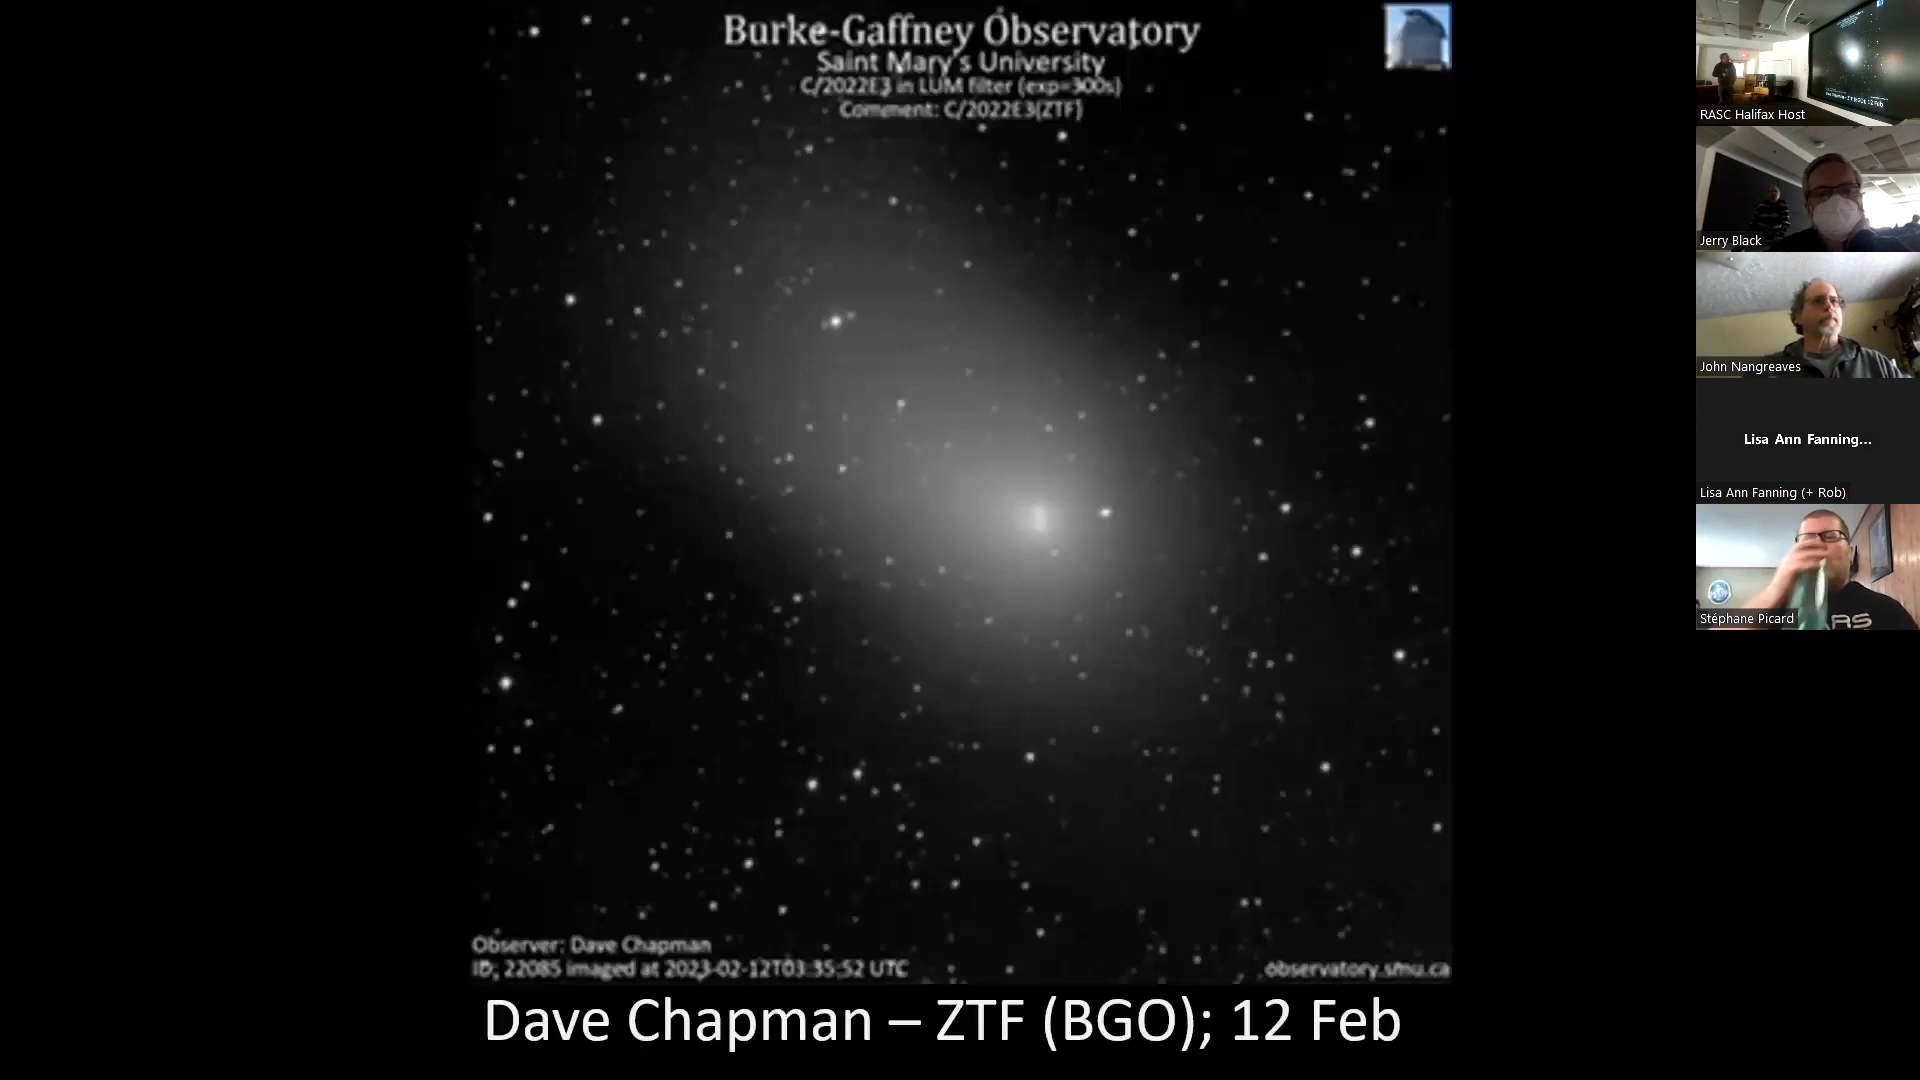 Burke-Gaffney Observatory
Saint Mary's University
C/2022E3 in LUM filter (exp=300s)
Comment: C/2022E3(ZTF)
Observer: Dave Chapman
ID: 22085 imaged at 2023-02-12T03:35:52 UTC
observatory.smu.ca
Dave Chapman – ZTF (BGO); 12 Feb
RASC Halifax Host
Jerry Black
John Nangreaves
Lisa Ann Fanning...
Lisa Ann Fanning (+ Rob)
Stéphane Picard